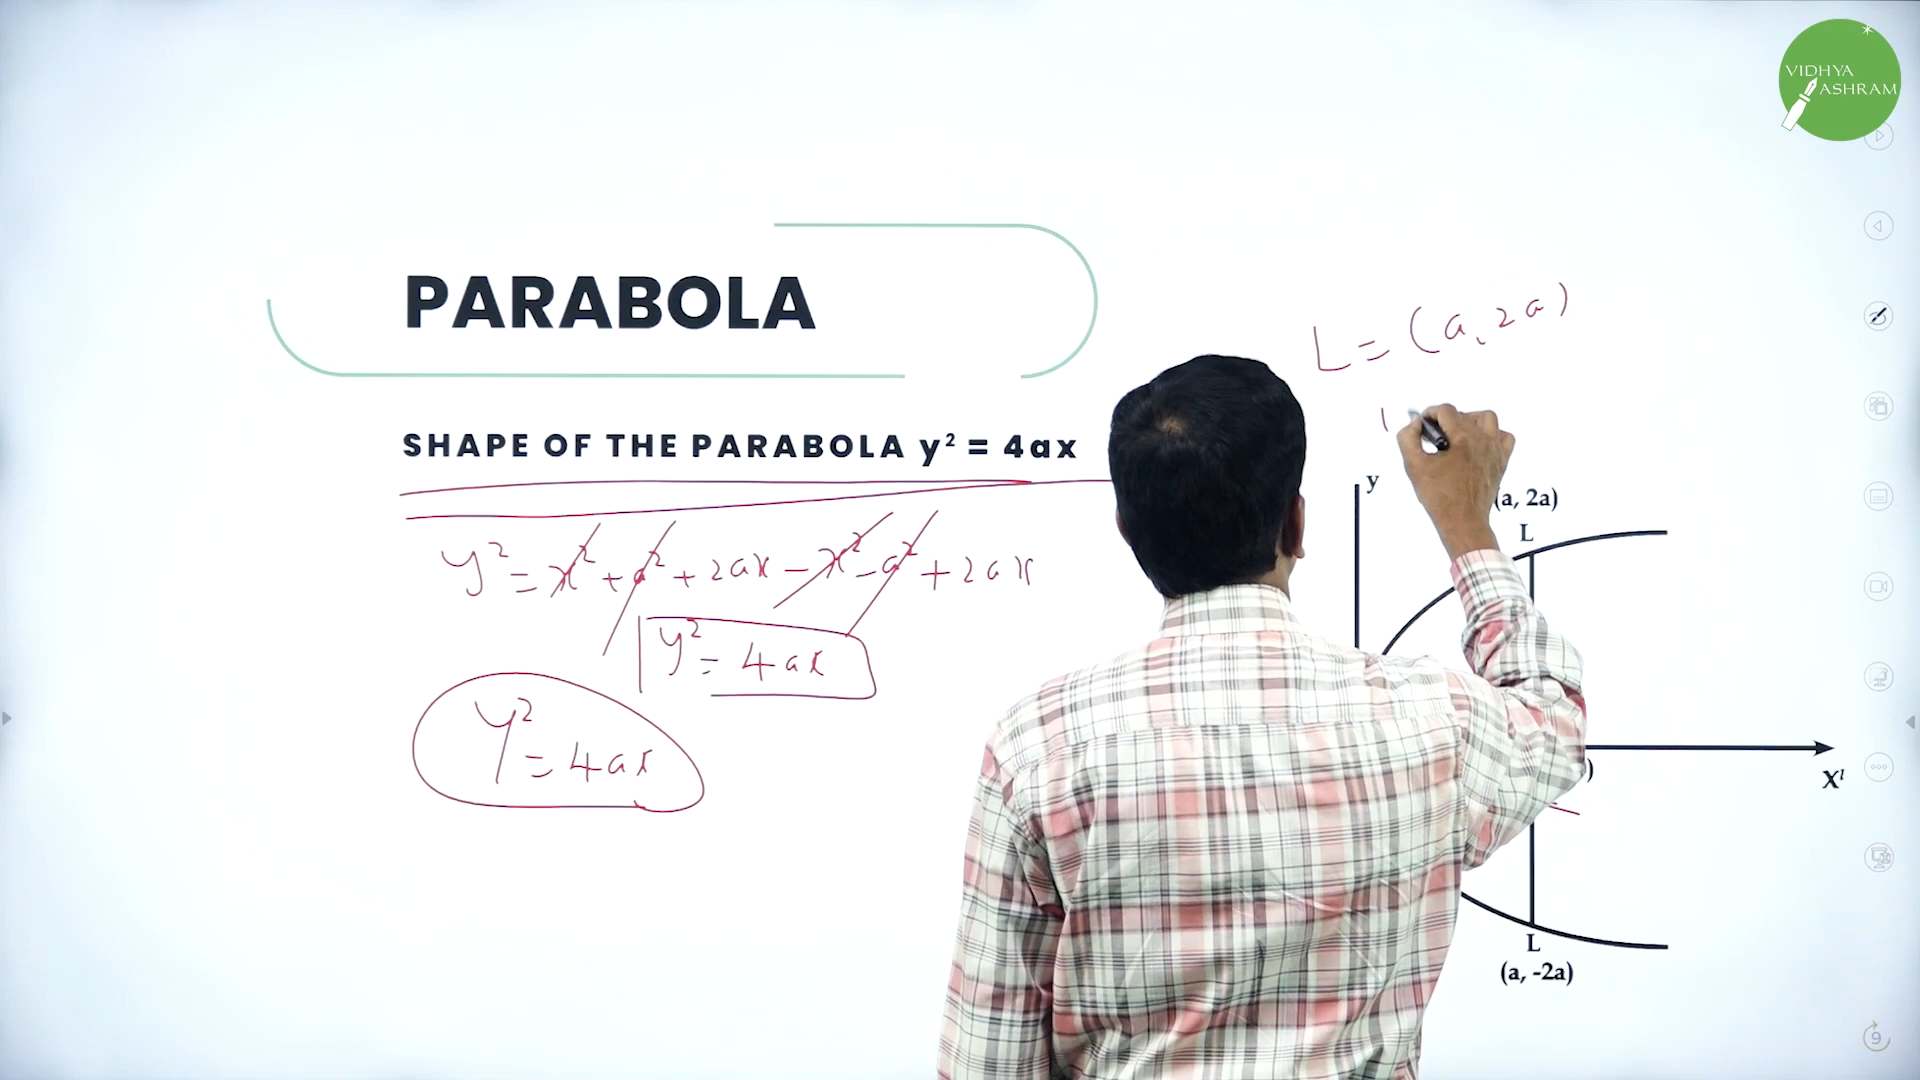 VIDHYA
ASHRAM
PARABOLA
L = (a, 2a)
SHAPE OF THE PARABOLA y² = 4ax
y
(a, 2a)
L
y² = x² + a² + 2ax - x² - a² + 2ax
y² = 4ax
y² = 4ax
)
X'
L
(a, -2a)
9